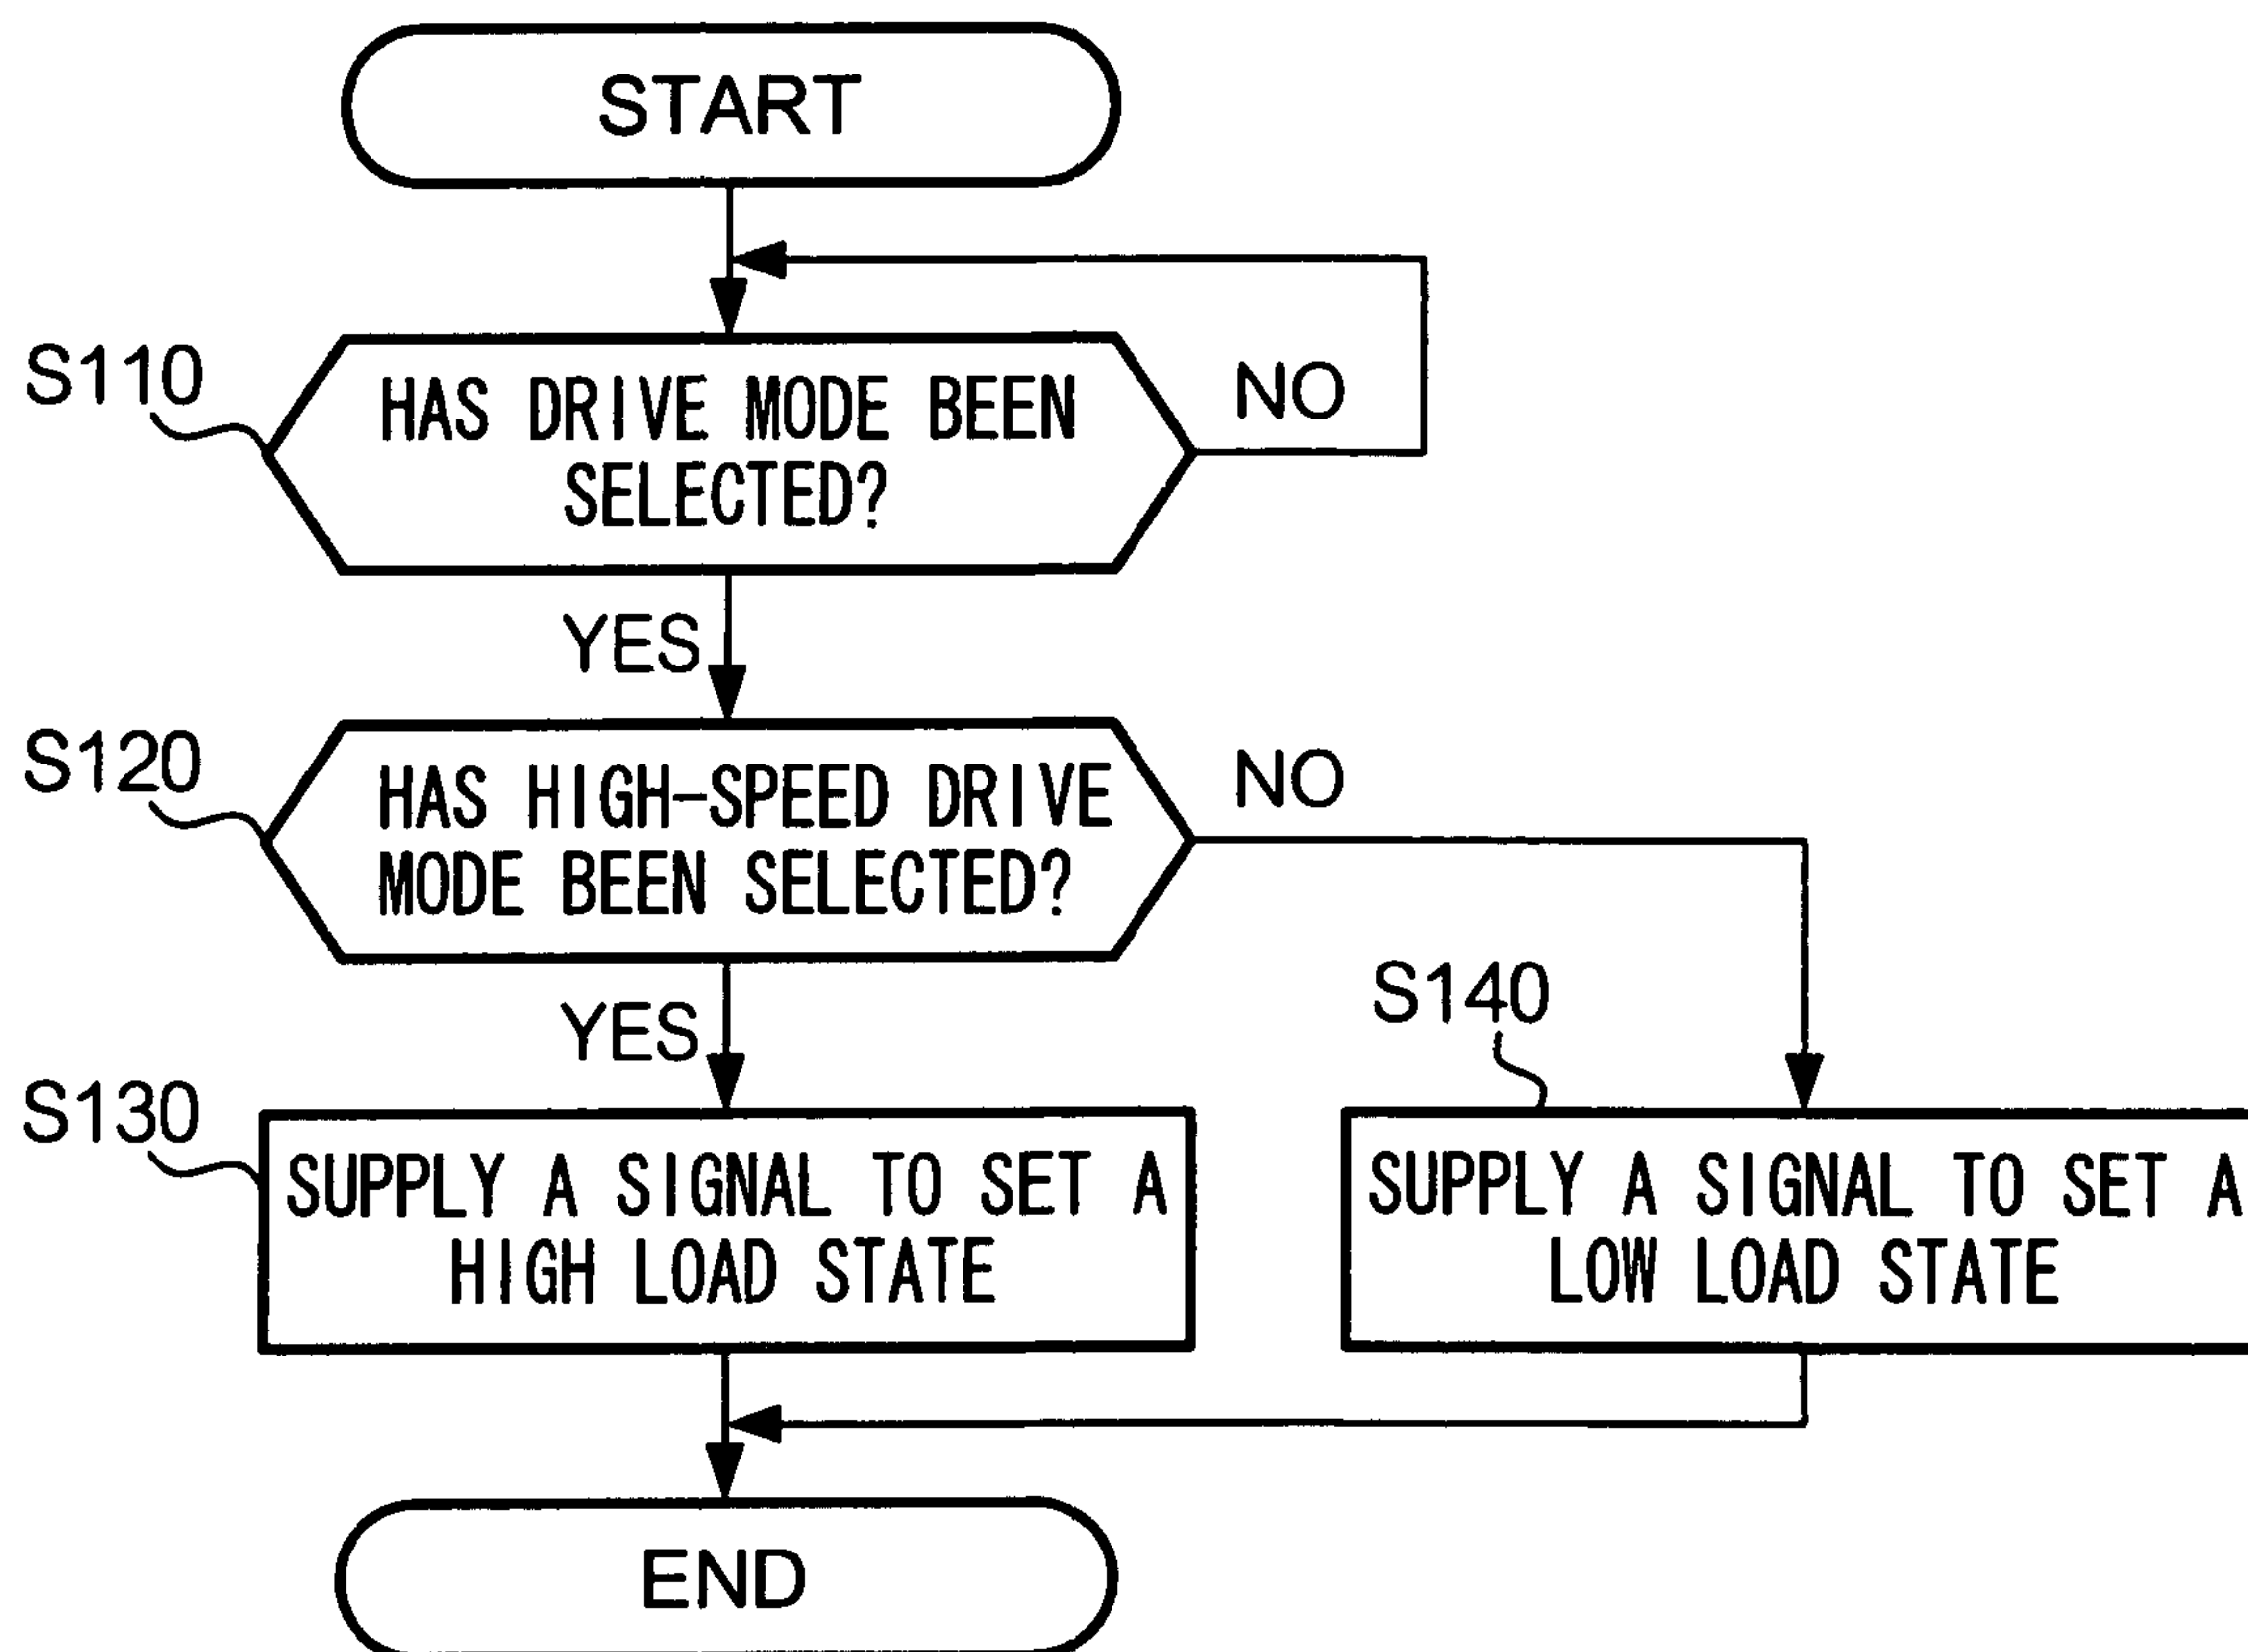 START
S110
HAS DRIVE MODE BEEN
SELECTED?
NO
YES
S120
HAS HIGH-SPEED DRIVE
MODE BEEN SELECTED?
NO
YES
S130
SUPPLY A SIGNAL TO SET A
HIGH LOAD STATE
S140
SUPPLY A SIGNAL TO SET A
LOW LOAD STATE
END